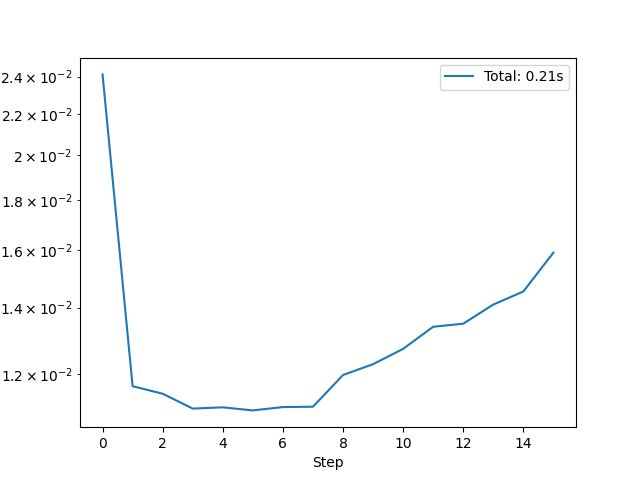 Total: 0.21s
2.4 × 10⁻²
2.2 × 10⁻²
2 × 10⁻²
1.8 × 10⁻²
1.6 × 10⁻²
1.4 × 10⁻²
1.2 × 10⁻²
0 2 4 6 8 10 12 14
Step